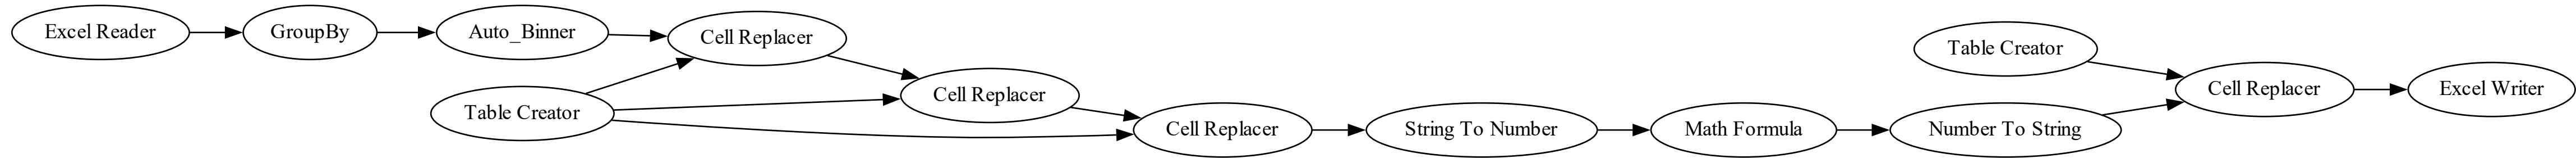 Excel Reader
GroupBy
Auto_Binner
Table Creator
Cell Replacer
Cell Replacer
Cell Replacer
String To Number
Math Formula
Number To String
Table Creator
Cell Replacer
Excel Writer